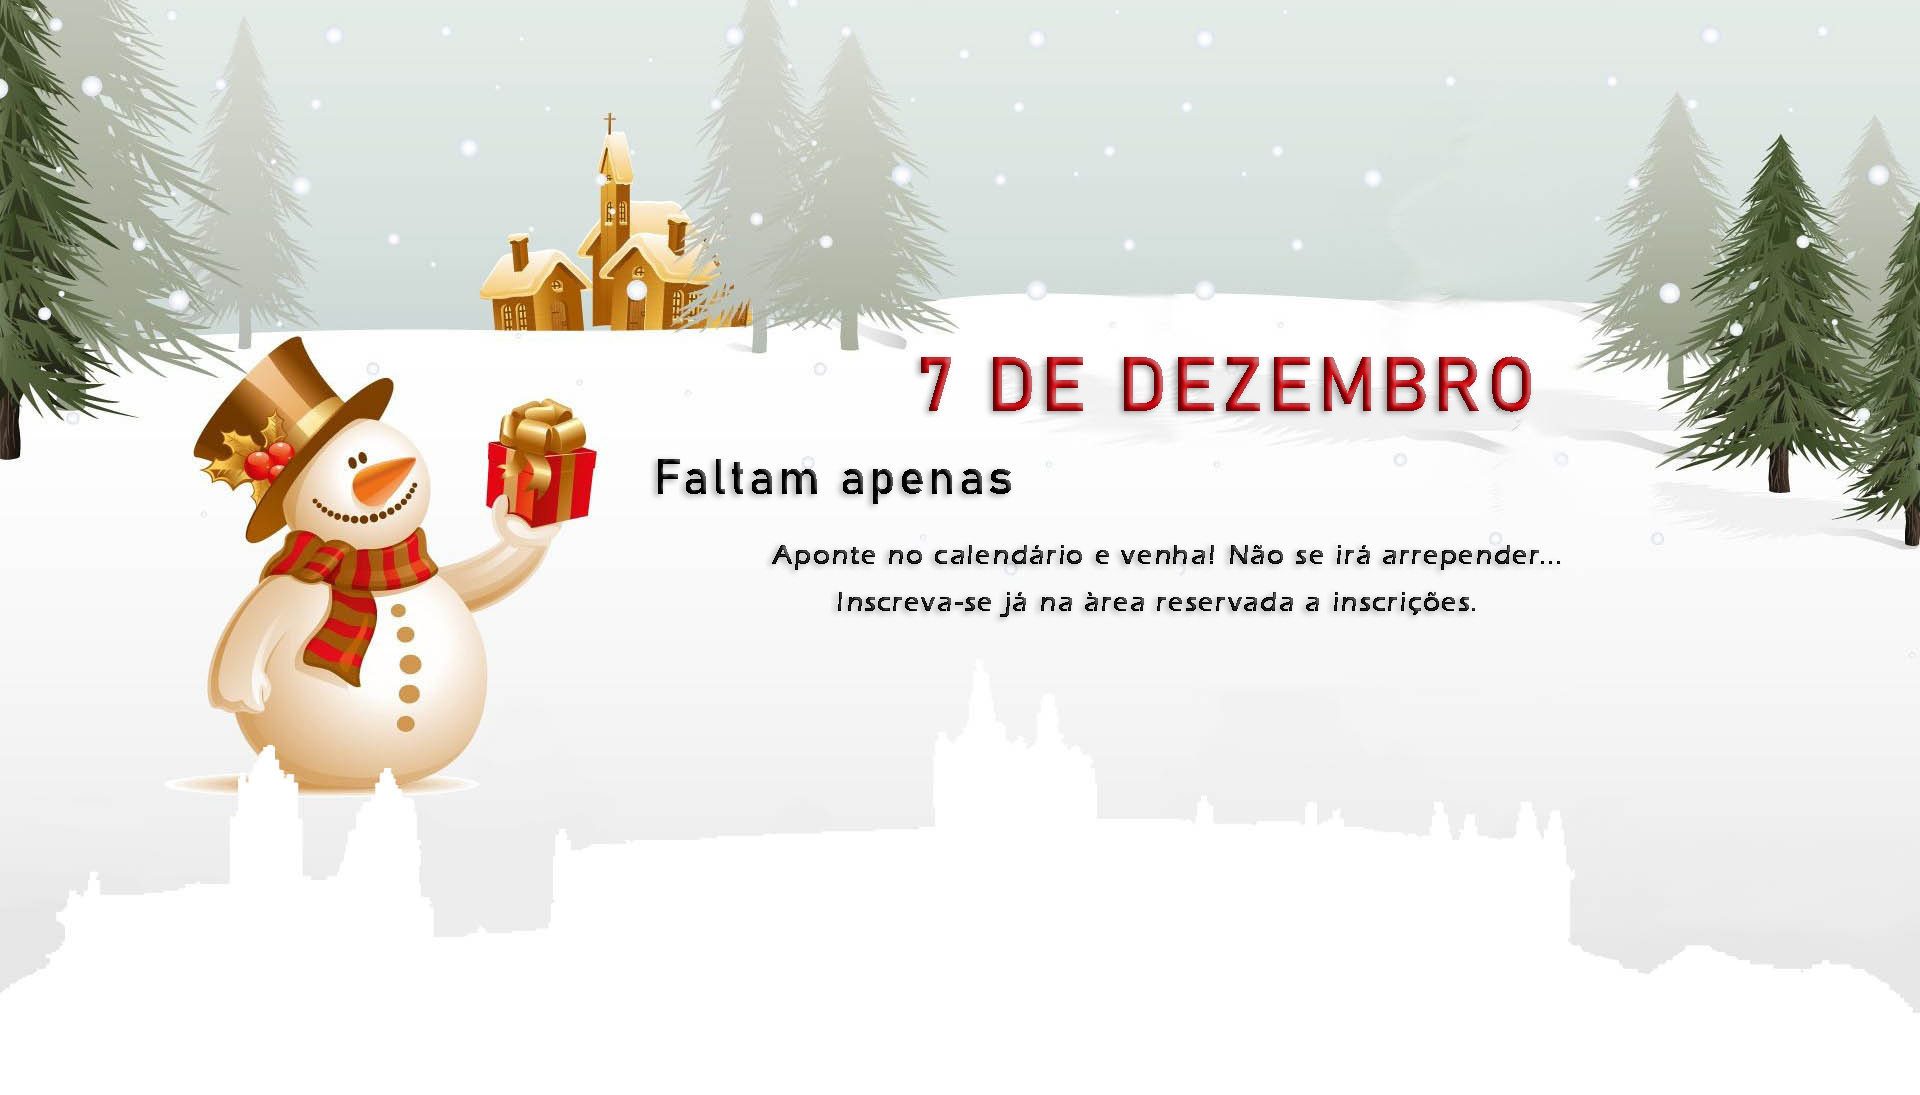 7 DE DEZEMBRO
Faltam apenas
Aponte no calendário e venha! Não se irá arrepender...
Inscreva-se já na àrea reservada a inscrições.